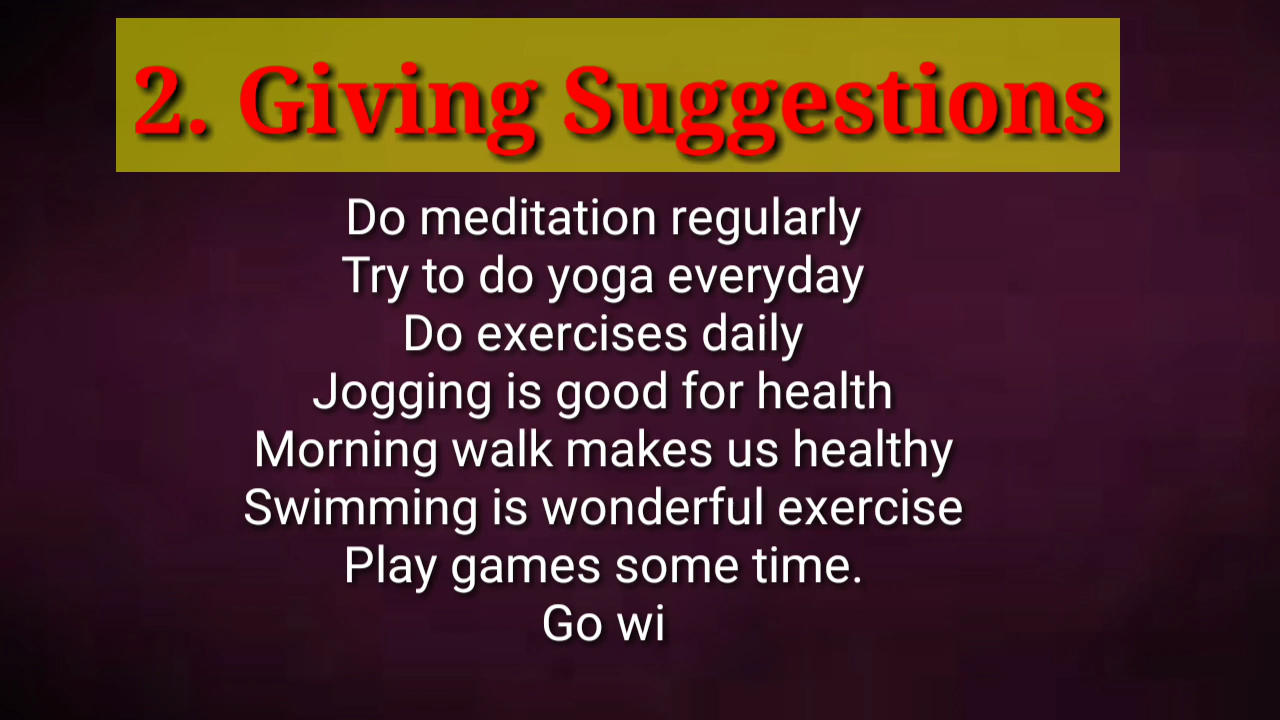 2. Giving Suggestions
Do meditation regularly
Try to do yoga everyday
Do exercises daily
Jogging is good for health
Morning walk makes us healthy
Swimming is wonderful exercise
Play games some time.
Go wi